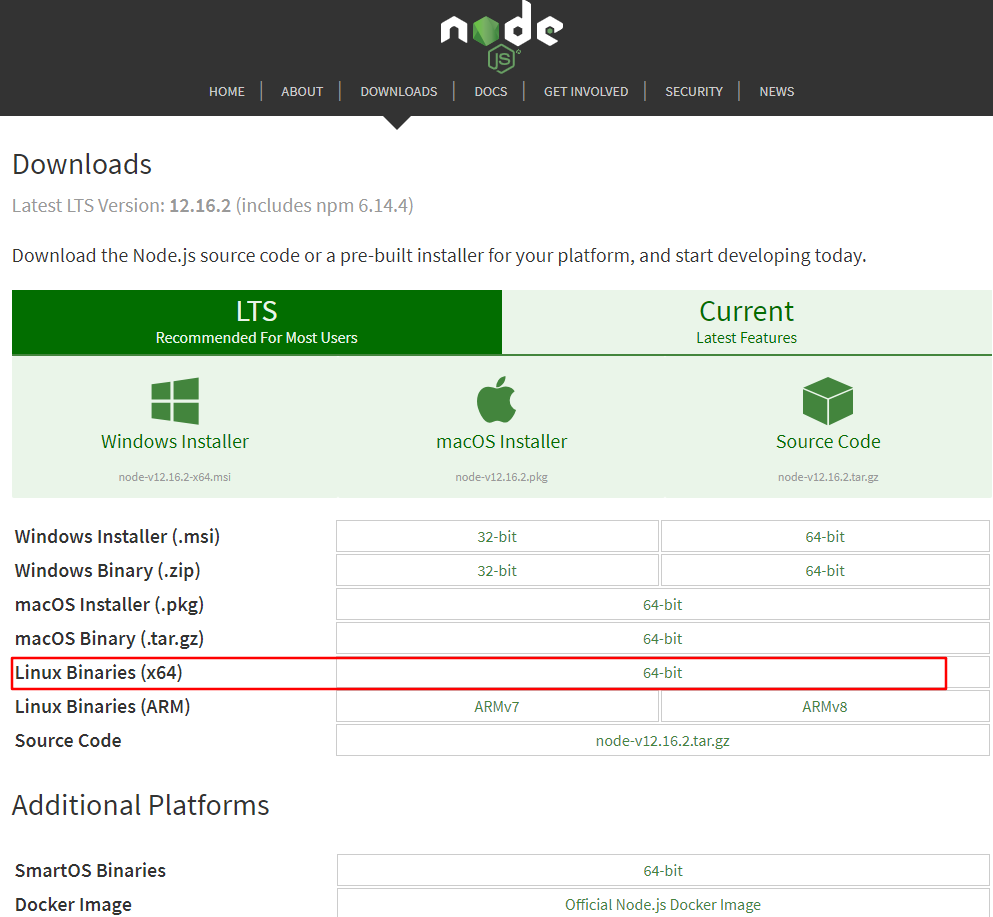 node
JS
HOME ABOUT DOWNLOADS DOCS GET INVOLVED SECURITY NEWS
Downloads
Latest LTS Version: 12.16.2 (includes npm 6.14.4)
Download the Node.js source code or a pre-built installer for your platform, and start developing today.
LTS
Recommended For Most Users
Current
Latest Features
Windows Installer
node-v12.16.2-x64.msi
macOS Installer
node-v12.16.2.pkg
Source Code
node-v12.16.2.tar.gz
Windows Installer (.msi) 32-bit 64-bit
Windows Binary (.zip) 32-bit 64-bit
macOS Installer (.pkg) 64-bit
macOS Binary (.tar.gz) 64-bit
Linux Binaries (x64) 64-bit
Linux Binaries (ARM) ARMv7 ARMv8
Source Code node-v12.16.2.tar.gz
Additional Platforms
SmartOS Binaries 64-bit
Docker Image Official Node.js Docker Image